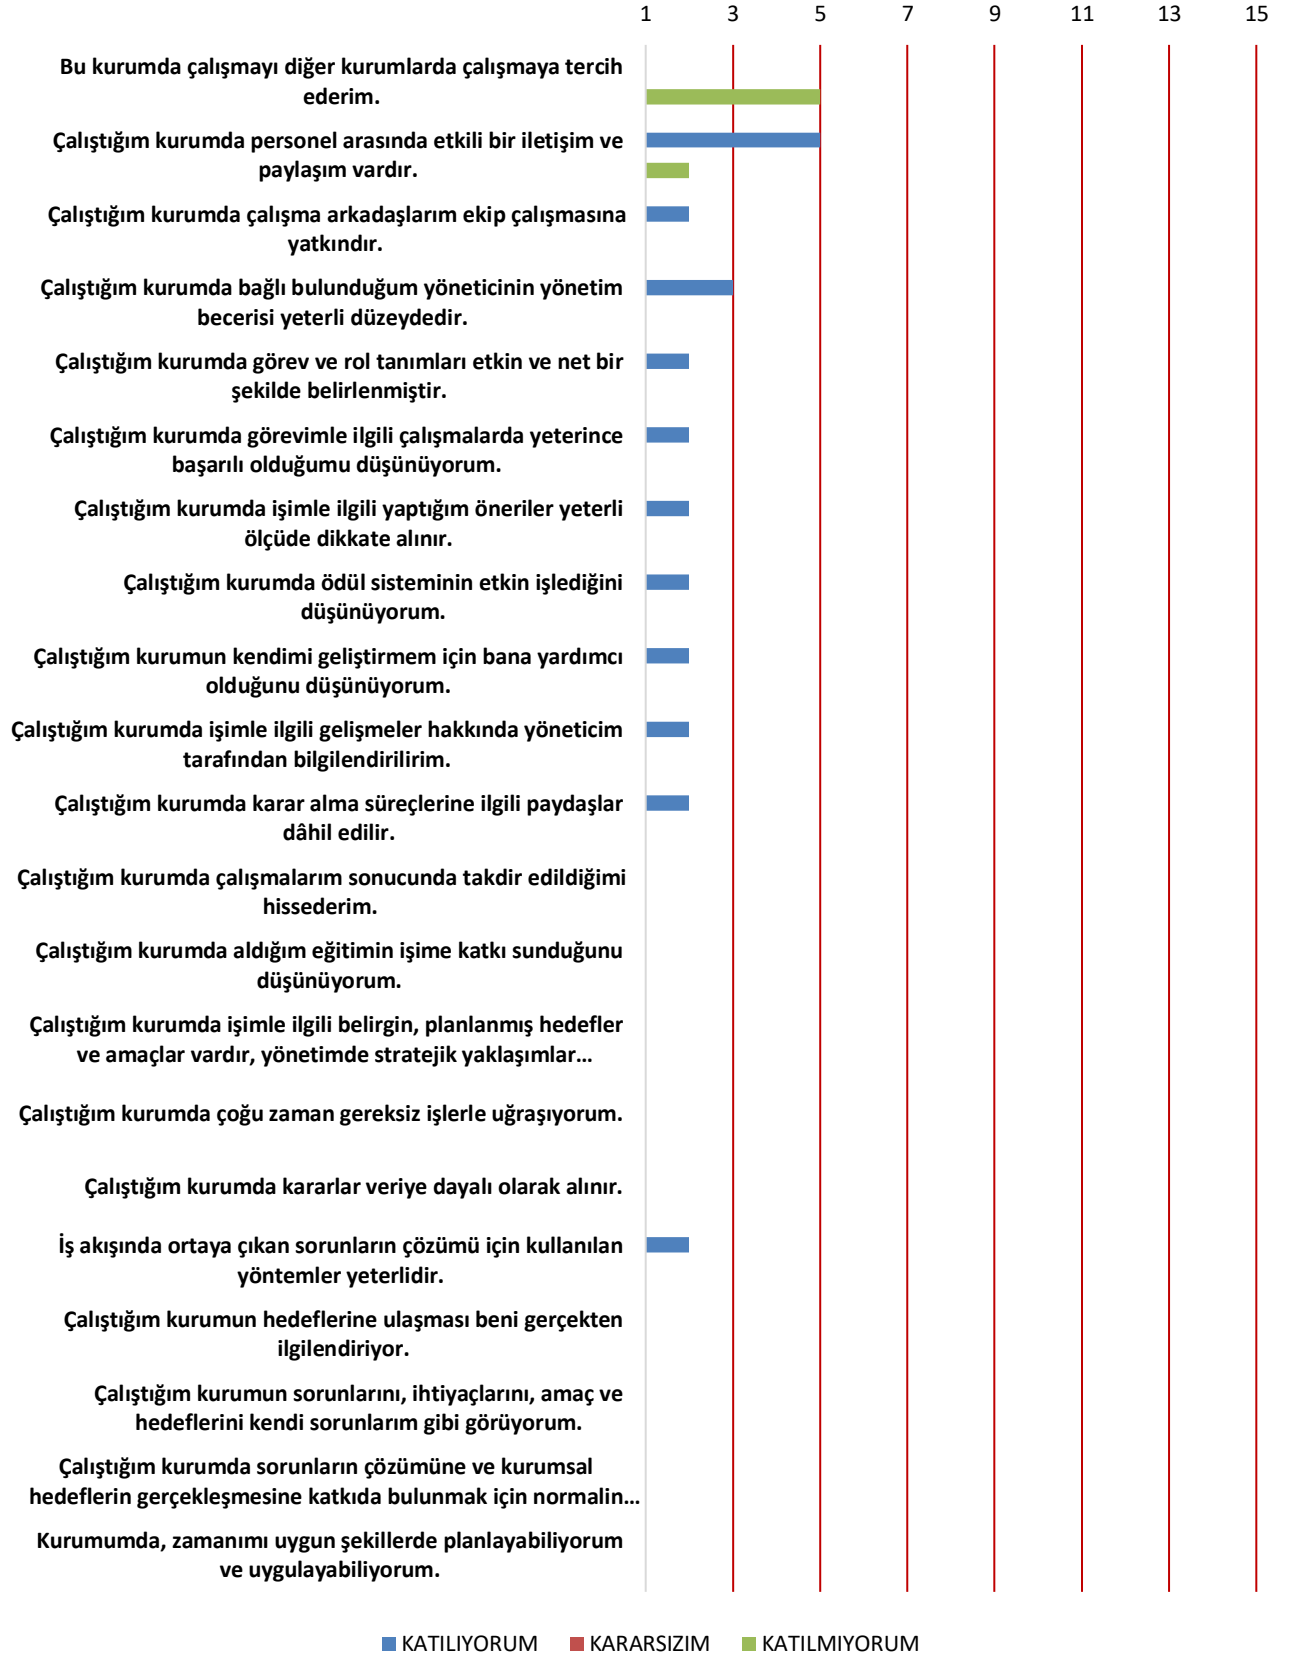 1 3 5 7 9 11 13 15
Bu kurumda çalışmayı diğer kurumlarda çalışmaya tercih
ederim.
Çalıştığım kurumda personel arasında etkili bir iletişim ve
paylaşım vardır.
Çalıştığım kurumda çalışma arkadaşlarım ekip çalışmasına
yatkındır.
Çalıştığım kurumda bağlı bulunduğum yöneticinin yönetim
becerisi yeterli düzeydedir.
Çalıştığım kurumda görev ve rol tanımları etkin ve net bir
şekilde belirlenmiştir.
Çalıştığım kurumda görevimle ilgili çalışmalarda yeterince
başarılı olduğumu düşünüyorum.
Çalıştığım kurumda işimle ilgili yaptığım öneriler yeterli
ölçüde dikkate alınır.
Çalıştığım kurumda ödül sisteminin etkin işlediğini
düşünüyorum.
Çalıştığım kurumun kendimi geliştirmem için bana yardımcı
olduğunu düşünüyorum.
Çalıştığım kurumda işimle ilgili gelişmeler hakkında yöneticim
tarafından bilgilendirilirim.
Çalıştığım kurumda karar alma süreçlerine ilgili paydaşlar
dâhil edilir.
Çalıştığım kurumda çalışmalarım sonucunda takdir edildiğimi
hissederim.
Çalıştığım kurumda aldığım eğitimin işime katkı sunduğunu
düşünüyorum.
Çalıştığım kurumda işimle ilgili belirgin, planlanmış hedefler
ve amaçlar vardır, yönetimde stratejik yaklaşımlar…
Çalıştığım kurumda çoğu zaman gereksiz işlerle uğraşıyorum.
Çalıştığım kurumda kararlar veriye dayalı olarak alınır.
İş akışında ortaya çıkan sorunların çözümü için kullanılan
yöntemler yeterlidir.
Çalıştığım kurumun hedeflerine ulaşması beni gerçekten
ilgilendiriyor.
Çalıştığım kurumun sorunlarını, ihtiyaçlarını, amaç ve
hedeflerini kendi sorunlarım gibi görüyorum.
Çalıştığım kurumda sorunların çözümüne ve kurumsal
hedeflerin gerçekleşmesine katkıda bulunmak için normalin…
Kurumumda, zamanımı uygun şekillerde planlayabiliyorum
ve uygulayabiliyorum.
KATILIYORUM KARARSIZIM KATILMIYORUM